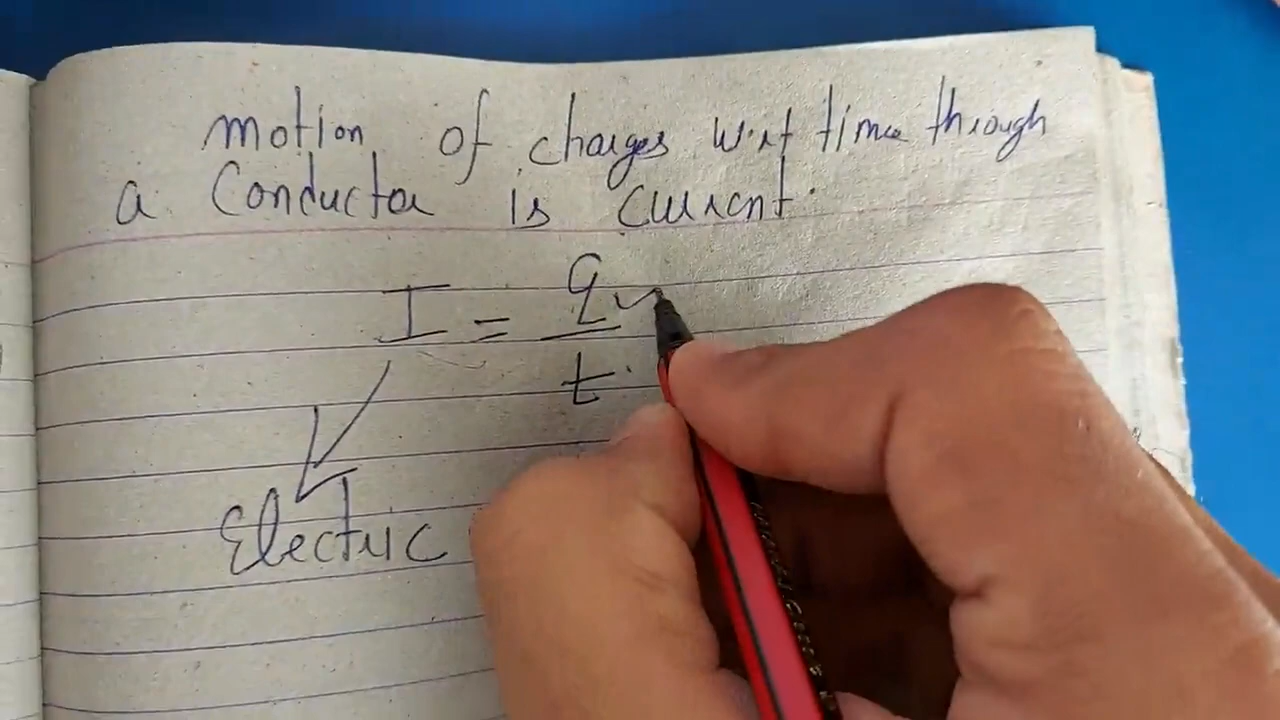 motion of charges w.r.t time through
a Conductor is Current.
I = q
t
Electric